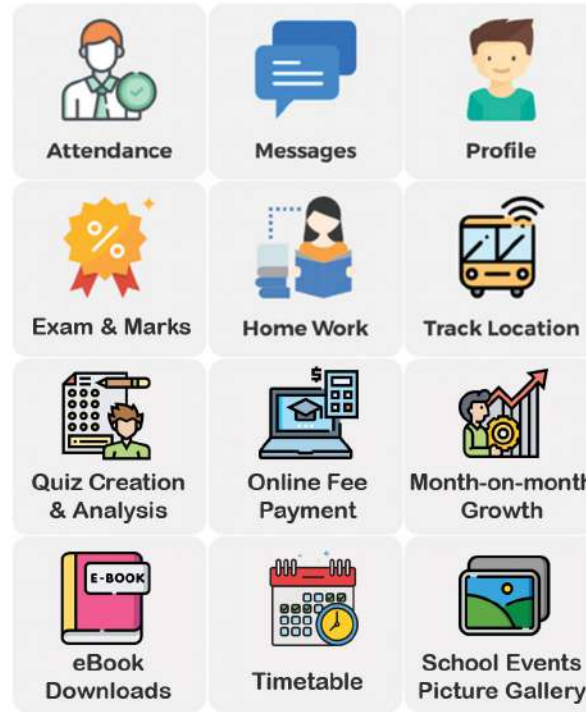 Attendance
Messages
Profile
Exam & Marks
Home Work
Track Location
Quiz Creation
& Analysis
$
Online Fee
Payment
Month-on-month
Growth
E-BOOK
eBook
Downloads
Timetable
School Events
Picture Gallery